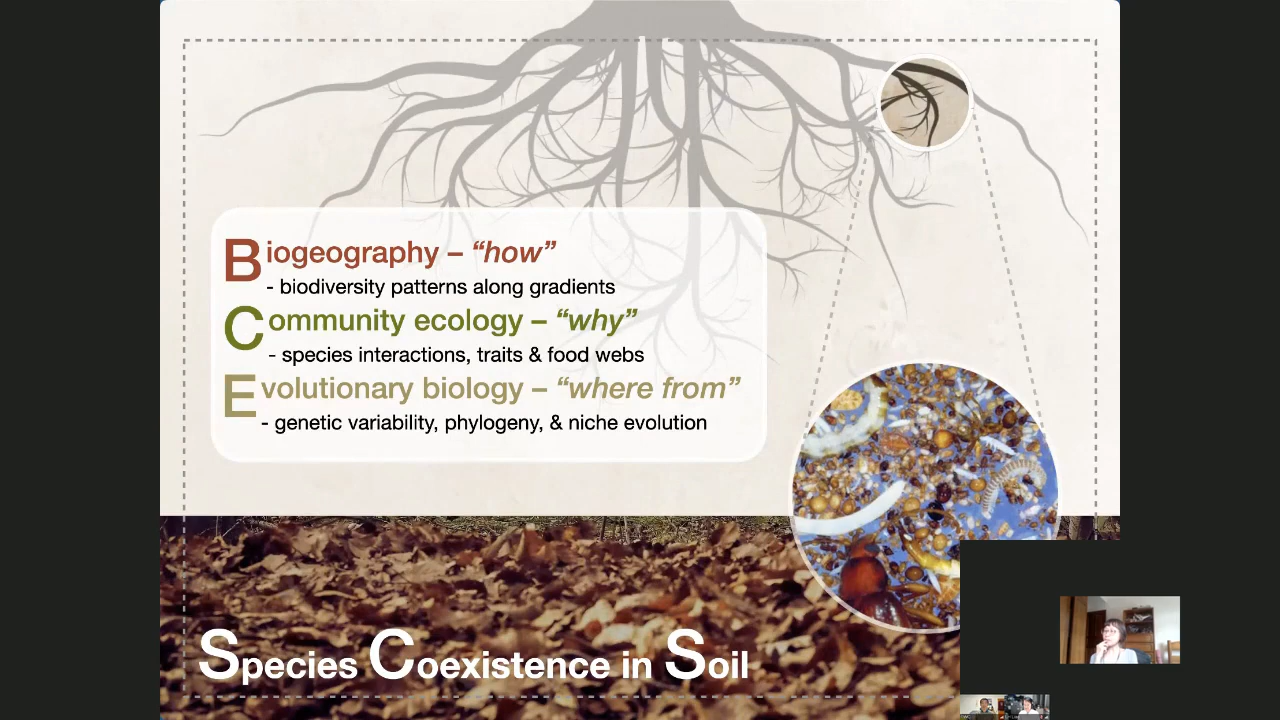 Biogeography – “how”
- biodiversity patterns along gradients
Community ecology – “why”
- species interactions, traits & food webs
Evolutionary biology – “where from”
- genetic variability, phylogeny, & niche evolution
Species Coexistence in Soil